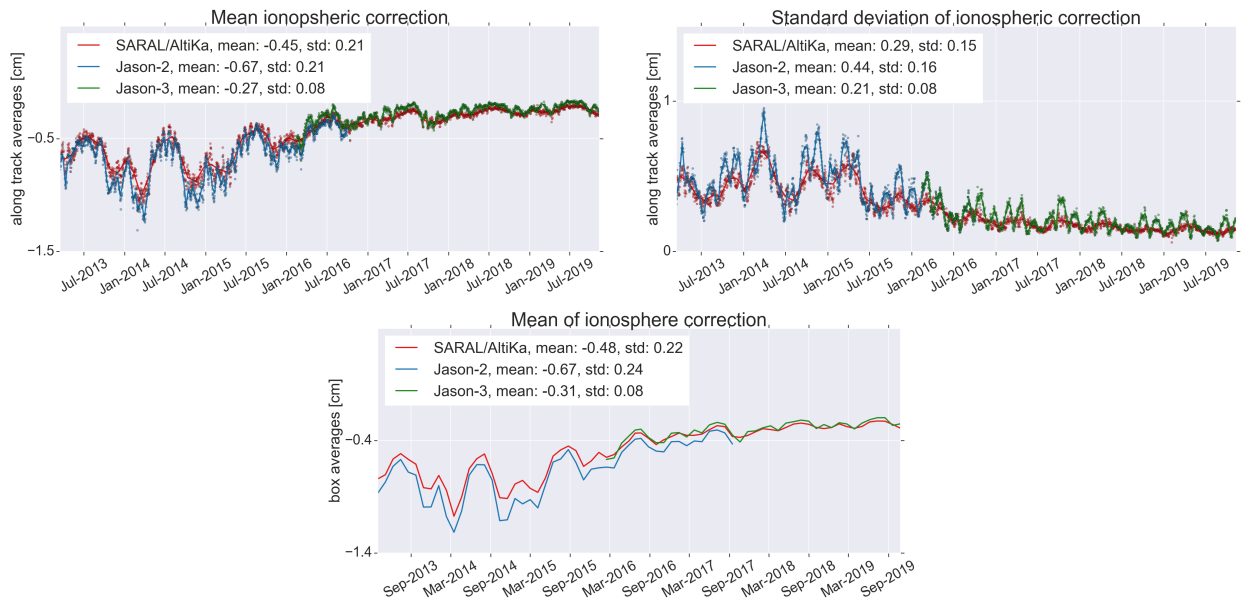 Mean ionopsheric correction
SARAL/AltiKa, mean: -0.45, std: 0.21
Jason-2, mean: -0.67, std: 0.21
Jason-3, mean: -0.27, std: 0.08
along track averages [cm]
−0.5
−1.5
Jul-2013 Jan-2014 Jul-2014 Jan-2015 Jul-2015 Jan-2016 Jul-2016 Jan-2017 Jul-2017 Jan-2018 Jul-2018 Jan-2019 Jul-2019
Standard deviation of ionospheric correction
SARAL/AltiKa, mean: 0.29, std: 0.15
Jason-2, mean: 0.44, std: 0.16
Jason-3, mean: 0.21, std: 0.08
along track averages [cm]
1
0
Jul-2013 Jan-2014 Jul-2014 Jan-2015 Jul-2015 Jan-2016 Jul-2016 Jan-2017 Jul-2017 Jan-2018 Jul-2018 Jan-2019 Jul-2019
Mean of ionosphere correction
SARAL/AltiKa, mean: -0.48, std: 0.22
Jason-2, mean: -0.67, std: 0.24
Jason-3, mean: -0.31, std: 0.08
box averages [cm]
−0.4
−1.4
Sep-2013 Mar-2014 Sep-2014 Mar-2015 Sep-2015 Mar-2016 Sep-2016 Mar-2017 Sep-2017 Mar-2018 Sep-2018 Mar-2019 Sep-2019